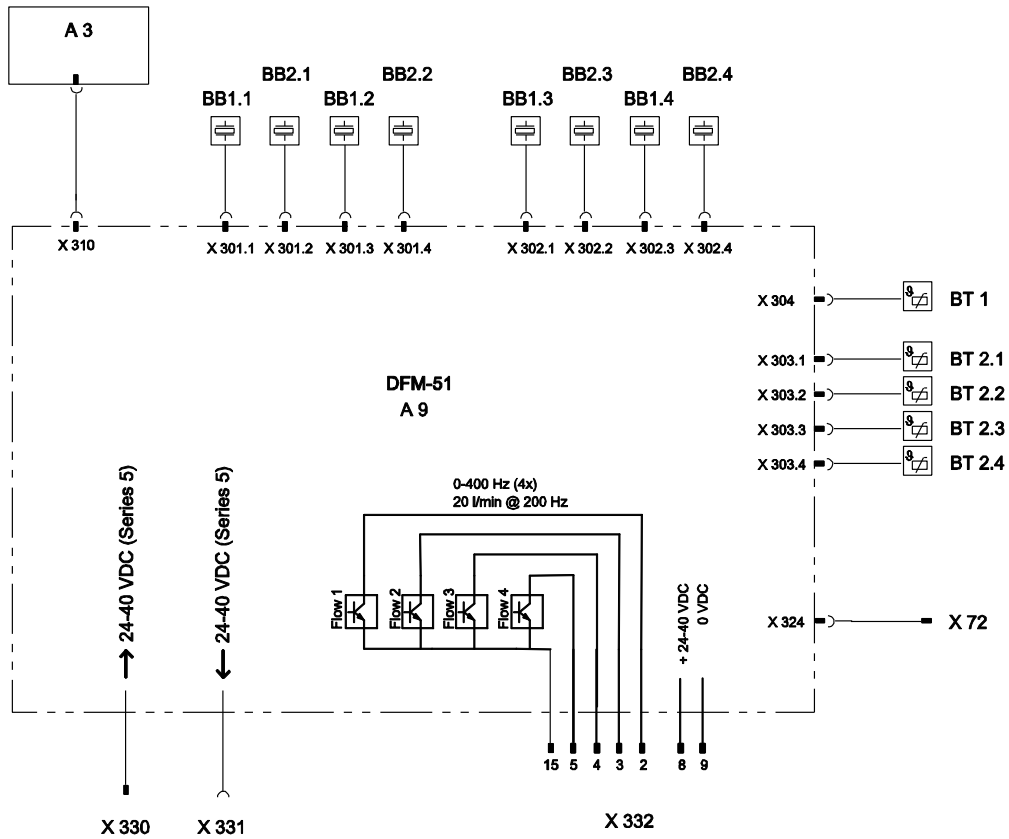 A 3
BB2.1 BB2.2 BB2.3 BB2.4
BB1.1 BB1.2 BB1.3 BB1.4
X 310 X 301.1 X 301.2 X 301.3 X 301.4 X 302.1 X 302.2 X 302.3 X 302.4
X 304 ϑ BT 1
X 303.1 ϑ BT 2.1
DFM-51
X 303.2 ϑ BT 2.2
A 9
X 303.3 ϑ BT 2.3
X 303.4 ϑ BT 2.4
24-40 VDC (Series 5)
24-40 VDC (Series 5)
0-400 Hz (4x)
20 l/min @ 200 Hz
Flow 1
Flow 2
Flow 3
Flow 4
+ 24-40 VDC
0 VDC
X 324 X 72
15 5 4 3 2 8 9
X 330 X 331 X 332